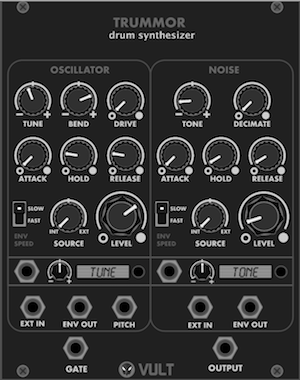 TRUMMOR
drum synthesizer
OSCILLATOR
NOISE
- + - +
TUNE BEND DRIVE
- +
TONE DECIMATE
ATTACK HOLD RELEASE
ATTACK HOLD RELEASE
SLOW
FAST
ENV
SPEED
INT EXT
SOURCE LEVEL
SLOW
FAST
ENV
SPEED
INT EXT
SOURCE LEVEL
- + TUNE
- + TONE
EXT IN ENV OUT PITCH
EXT IN ENV OUT
GATE
VULT
OUTPUT